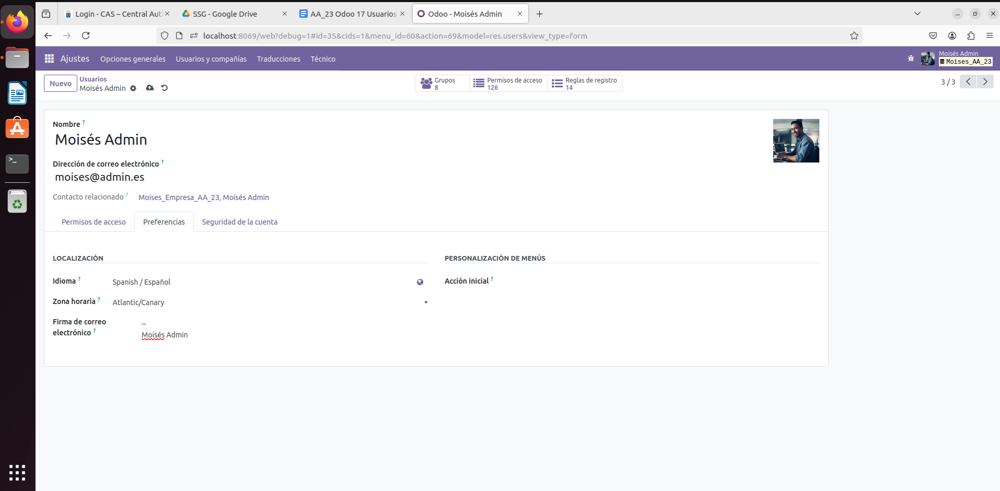 Login - CAS – Central Aut
SSG - Google Drive
AA_23 Odoo 17 Usuarios
Odoo - Moisés Admin
localhost:8069/web?debug=1#id=35&cids=1&menu_id=60&action=69&model=res.users&view_type=form
Ajustes
Opciones generales
Usuarios y compañías
Traducciones
Técnico
Moisés Admin
Moises_AA_23
Nuevo
Usuarios
Moisés Admin
Grupos
8
Permisos de acceso
126
Reglas de registro
14
3 / 3
Nombre ?
Moisés Admin
Dirección de correo electrónico ?
moises@admin.es
Contacto relacionado ?
Moises_Empresa_AA_23, Moisés Admin
Permisos de acceso
Preferencias
Seguridad de la cuenta
LOCALIZACIÓN
PERSONALIZACIÓN DE MENÚS
Idioma ?
Spanish / Español
Acción inicial ?
Zona horaria ?
Atlantic/Canary
Firma de correo
electrónico ?
--
Moisés Admin